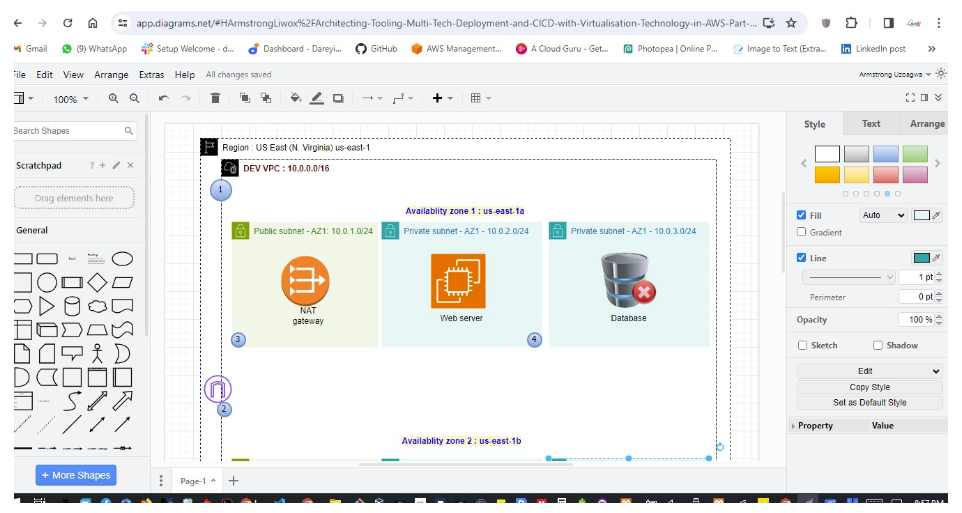 app.diagrams.net/#HArmstrongLiwox%2FArchitecting-Tooling-Multi-Tech-Deployment-and-CICD-with-Virtualisation-Technology-in-AWS-Part-...
Gmail (9) WhatsApp Setup Welcome - d... Dashboard - Dareyi... GitHub AWS Management... A Cloud Guru - Get... Photopea | Online P... Image to Text (Extra... LinkedIn post »
File Edit View Arrange Extras Help All changes saved Armstrong Uzoagwa
100%
Search Shapes
Scratchpad ? + ×
Drag elements here
General
Text
+ More Shapes
Region : US East (N. Virginia) us-east-1
DEV VPC : 10.0.0.0/16
1
Availablity zone 1 : us-east-1a
Public subnet - AZ1: 10.0.1.0/24 Private subnet - AZ1 - 10.0.2.0/24 Private subnet - AZ1 - 10.0.3.0/24
NAT
gateway
Web server
Database
3
4
2
Availablity zone 2 : us-east-1b
Page-1
Style Text Arrange
Fill Auto
Gradient
Line
1 pt
Perimeter 0 pt
Opacity 100 %
Sketch Shadow
Edit
Copy Style
Set as Default Style
Property Value